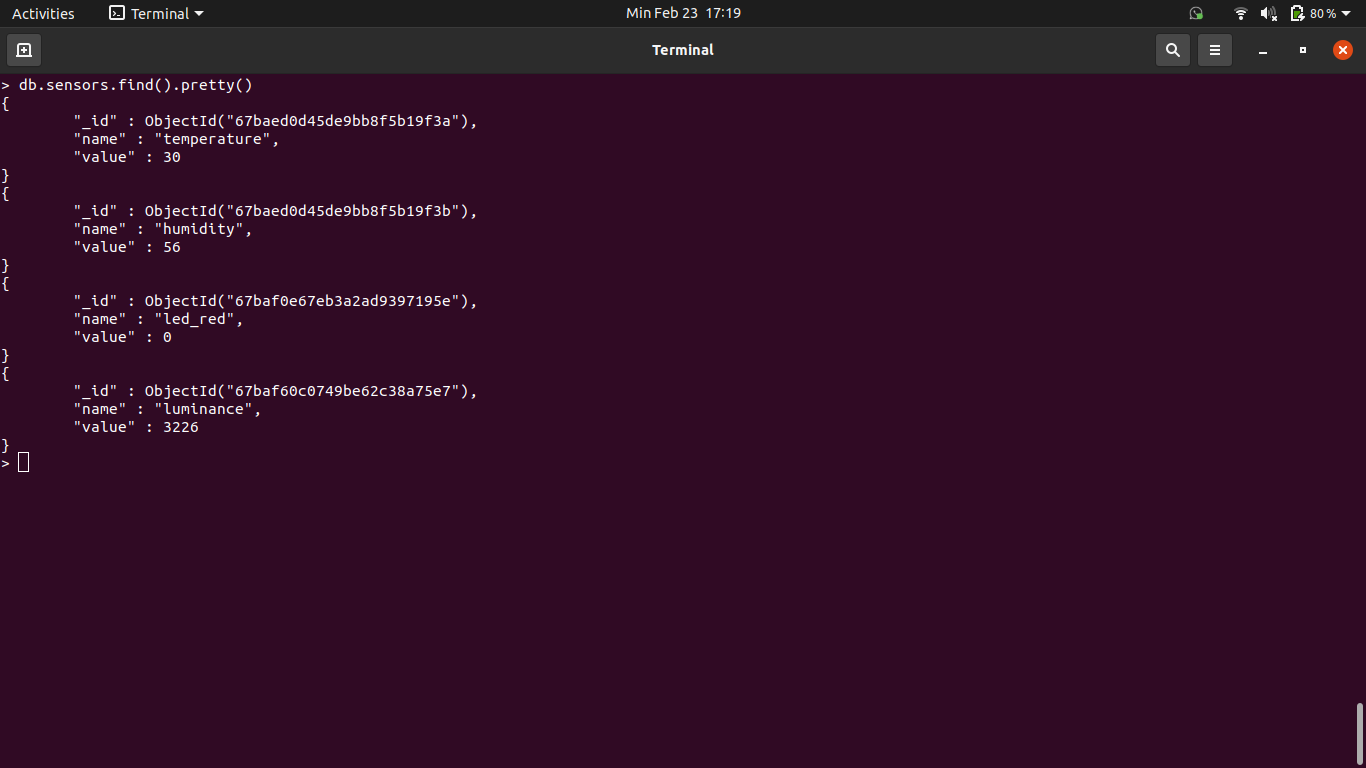 Activities Terminal Min Feb 23 17:19 80 %
Terminal
> db.sensors.find().pretty()
{
"_id" : ObjectId("67baed0d45de9bb8f5b19f3a"),
"name" : "temperature",
"value" : 30
}
{
"_id" : ObjectId("67baed0d45de9bb8f5b19f3b"),
"name" : "humidity",
"value" : 56
}
{
"_id" : ObjectId("67baf0e67eb3a2ad9397195e"),
"name" : "led_red",
"value" : 0
}
{
"_id" : ObjectId("67baf60c0749be62c38a75e7"),
"name" : "luminance",
"value" : 3226
}
>